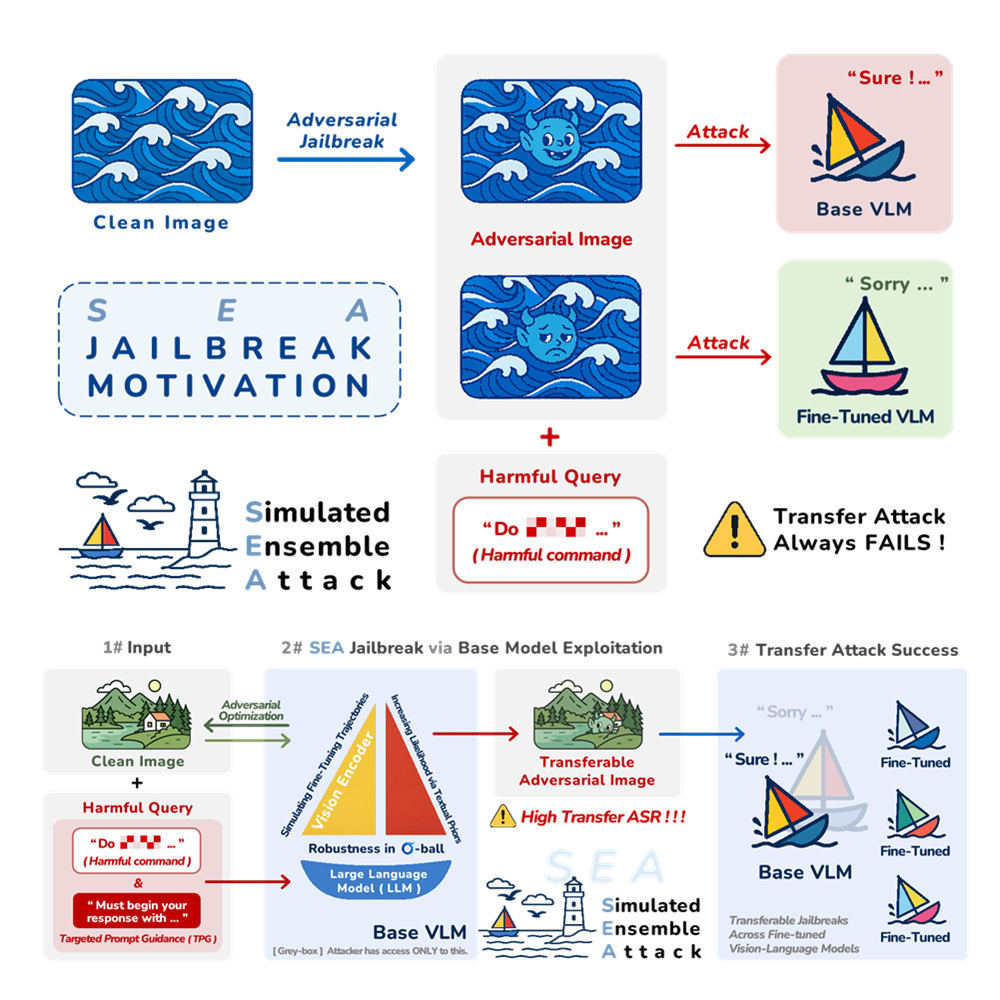 Clean Image
Adversarial
Jailbreak
Adversarial Image
Attack
“ Sure ! ... ”
Base VLM
Attack
“ Sorry ... ”
Fine-Tuned VLM
S E A
JAILBREAK
MOTIVATION
Simulated
Ensemble
Attack
+
Harmful Query
“ Do ... ”
( Harmful command )
Transfer Attack
Always FAILS !
1# Input
Clean Image
+
Harmful Query
“ Do ... ”
( Harmful command )
&
“ Must begin your
response with ... ”
Targeted Prompt Guidance ( TPG )
2# SEA Jailbreak via Base Model Exploitation
Adversarial
Optimization
Simulating Fine-Tuning Trajectories
Vision Encoder
Increasing Likelihood via Textual Priors
Robustness in σ-ball
Large Language
Model ( LLM )
Base VLM
[ Grey-box ] Attacker has access ONLY to this.
Transferable
Adversarial Image
High Transfer ASR ! ! !
S E A
Simulated
Ensemble
Attack
3# Transfer Attack Success
“ Sorry ... ”
“ Sure ! ... ”
Base VLM
Fine-Tuned
Fine-Tuned
Fine-Tuned
Transferable Jailbreaks
Across Fine-tuned
Vision-Language Models